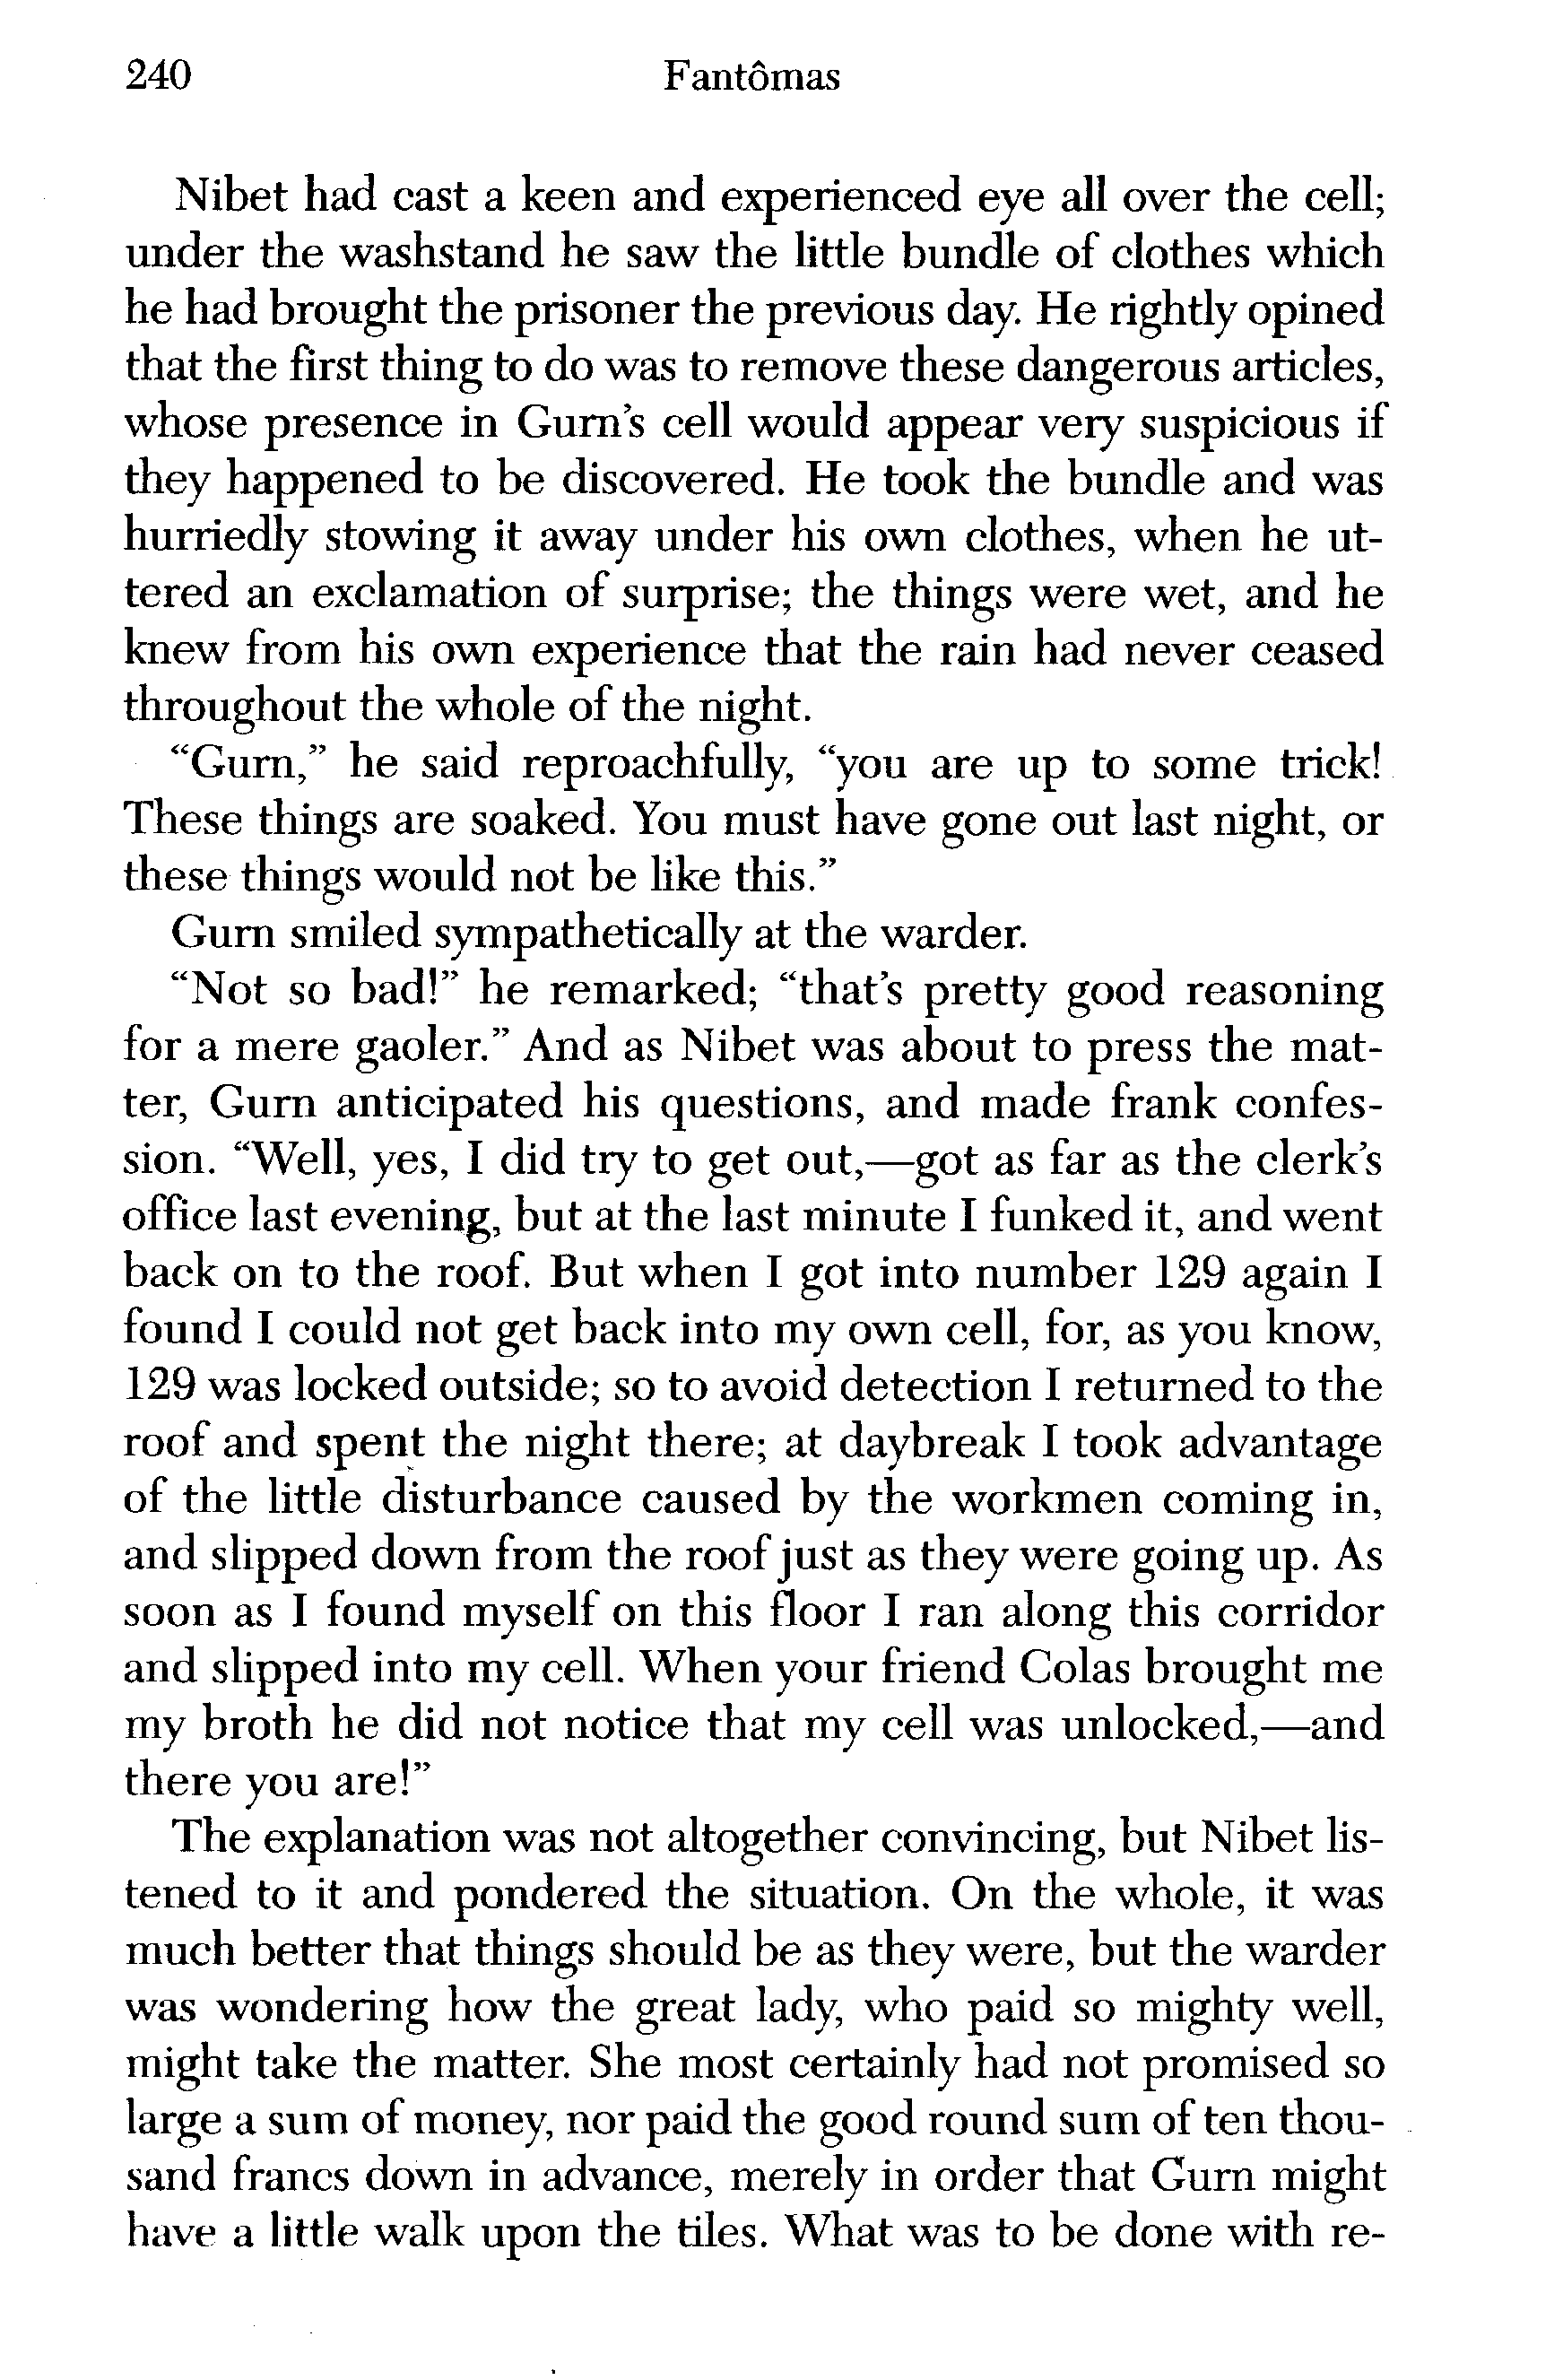 240 Fantômas
Nibet had cast a keen and experienced eye all over the cell;
under the washstand he saw the little bundle of clothes which
he had brought the prisoner the previous day. He rightly opined
that the first thing to do was to remove these dangerous articles,
whose presence in Gurn's cell would appear very suspicious if
they happened to be discovered. He took the bundle and was
hurriedly stowing it away under his own clothes, when he ut-
tered an exclamation of surprise; the things were wet, and he
knew from his own experience that the rain had never ceased
throughout the whole of the night.
“Gurn,” he said reproachfully, “you are up to some trick!
These things are soaked. You must have gone out last night, or
these things would not be like this.”
Gurn smiled sympathetically at the warder.
“Not so bad!” he remarked; “that's pretty good reasoning
for a mere gaoler.” And as Nibet was about to press the mat-
ter, Gurn anticipated his questions, and made frank confes-
sion. “Well, yes, I did try to get out,—got as far as the clerk's
office last evening, but at the last minute I funked it, and went
back on to the roof. But when I got into number 129 again I
found I could not get back into my own cell, for, as you know,
129 was locked outside; so to avoid detection I returned to the
roof and spent the night there; at daybreak I took advantage
of the little disturbance caused by the workmen coming in,
and slipped down from the roof just as they were going up. As
soon as I found myself on this floor I ran along this corridor
and slipped into my cell. When your friend Colas brought me
my broth he did not notice that my cell was unlocked,—and
there you are!”
The explanation was not altogether convincing, but Nibet lis-
tened to it and pondered the situation. On the whole, it was
much better that things should be as they were, but the warder
was wondering how the great lady, who paid so mighty well,
might take the matter. She most certainly had not promised so
large a sum of money, nor paid the good round sum of ten thou-
sand francs down in advance, merely in order that Gurn might
have a little walk upon the tiles. What was to be done with re-